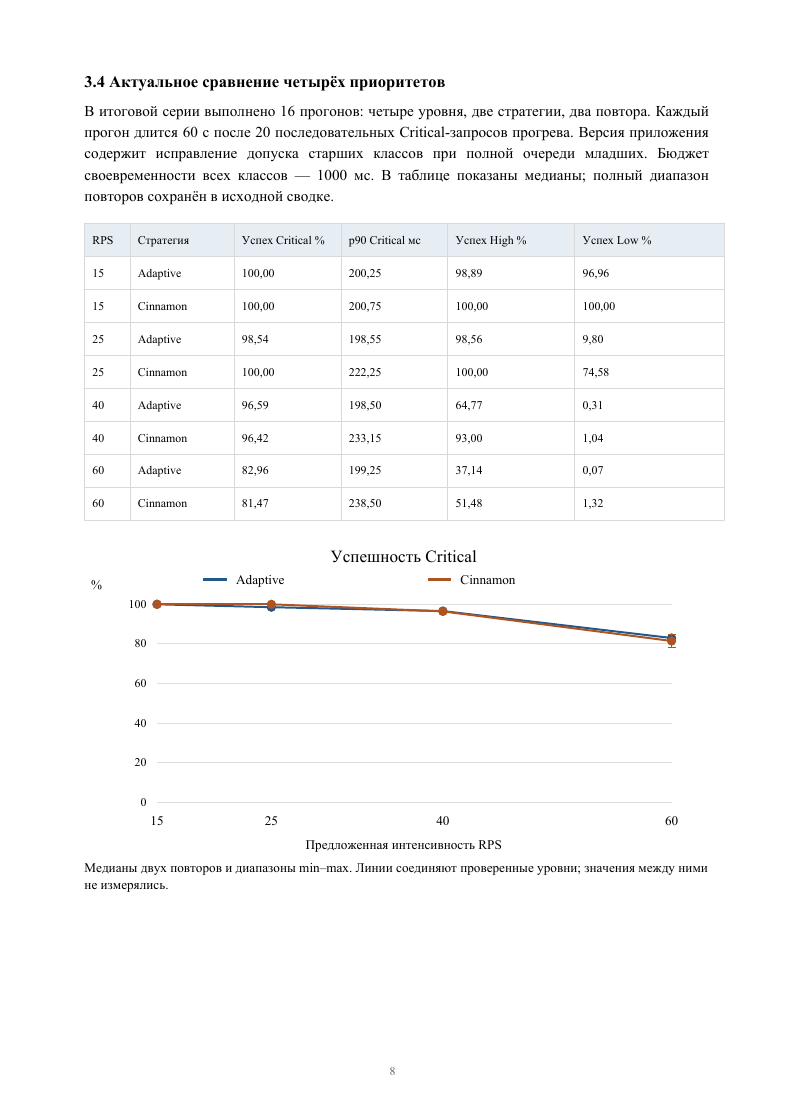 3.4 Актуальное сравнение четырёх приоритетов
В итоговой серии выполнено 16 прогонов: четыре уровня, две стратегии, два повтора. Каждый
прогон длится 60 с после 20 последовательных Critical-запросов прогрева. Версия приложения
содержит исправление допуска старших классов при полной очереди младших. Бюджет
своевременности всех классов — 1000 мс. В таблице показаны медианы; полный диапазон
повторов сохранён в исходной сводке.
RPS Стратегия Успех Critical % p90 Critical мс Успех High % Успех Low %
15 Adaptive 100,00 200,25 98,89 96,96
15 Cinnamon 100,00 200,75 100,00 100,00
25 Adaptive 98,54 198,55 98,56 9,80
25 Cinnamon 100,00 222,25 100,00 74,58
40 Adaptive 96,59 198,50 64,77 0,31
40 Cinnamon 96,42 233,15 93,00 1,04
60 Adaptive 82,96 199,25 37,14 0,07
60 Cinnamon 81,47 238,50 51,48 1,32
Успешность Critical
% Adaptive Cinnamon
100
80
60
40
20
0
15 25 40 60
Предложенная интенсивность RPS
Медианы двух повторов и диапазоны min–max. Линии соединяют проверенные уровни; значения между ними
не измерялись.
8